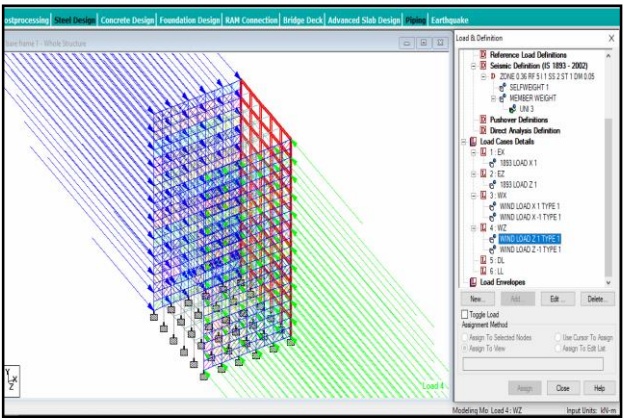 ostprocessing Steel Design Concrete Design Foundation Design RAM Connection Bridge Deck Advanced Slab Design Piping Earthquake
frame 1 - Whole Structure
Load & Definition X
Reference Load Definitions
Seismic Definition (IS 1893 - 2002)
ZONE 0.36 RF 5 I 1 SS 2 ST 1 DM 0.05
SELFWEIGHT 1
MEMBER WEIGHT
UNI 3
Pushover Definitions
Direct Analysis Definition
Load Cases Details
1 : EX
1893 LOAD X 1
2 : EZ
1893 LOAD Z 1
3 : WX
WIND LOAD X 1 TYPE 1
WIND LOAD X -1 TYPE 1
4 : WZ
WIND LOAD Z 1 TYPE 1
WIND LOAD Z -1 TYPE 1
5 : DL
6 : LL
Load Envelopes
New... Add... Edit ... Delete...
Toggle Load
Assignment Method
Assign To Selected Nodes Use Cursor To Assign
Assign To View Assign To Edit List
Assign Close Help
Load 4
Y
X
Z
Modeling Mo Load 4 : WZ Input Units: kN-m